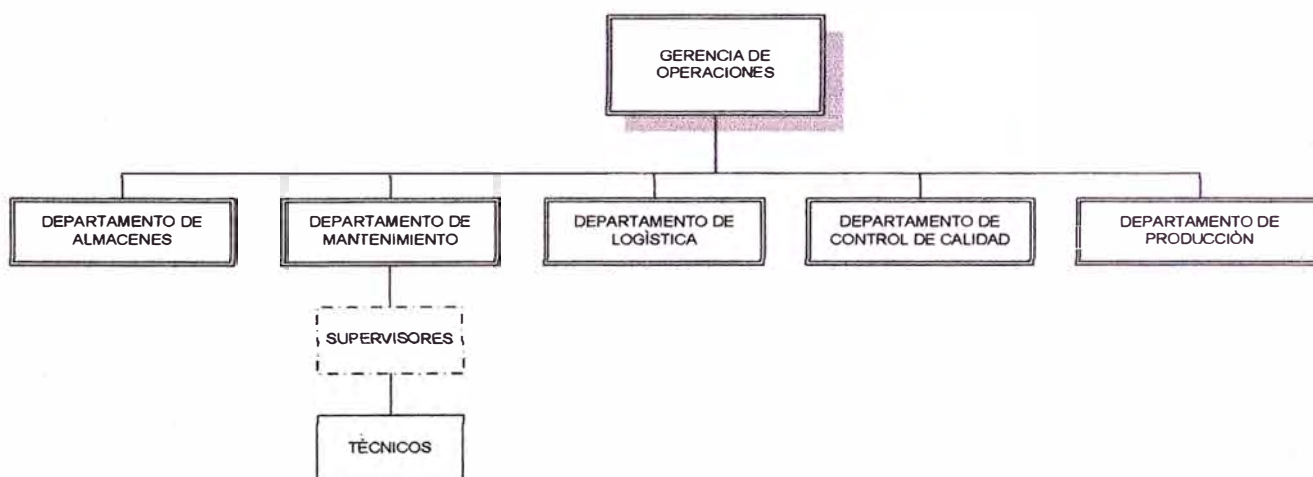 GERENCIA DE
OPERACIONES
DEPARTAMENTO DE
ALMACENES
DEPARTAMENTO DE
MANTENIMIENTO
DEPARTAMENTO DE
LOGÌSTICA
DEPARTAMENTO DE
CONTROL DE CALIDAD
DEPARTAMENTO DE
PRODUCCIÒN
SUPERVISORES
TÈCNICOS